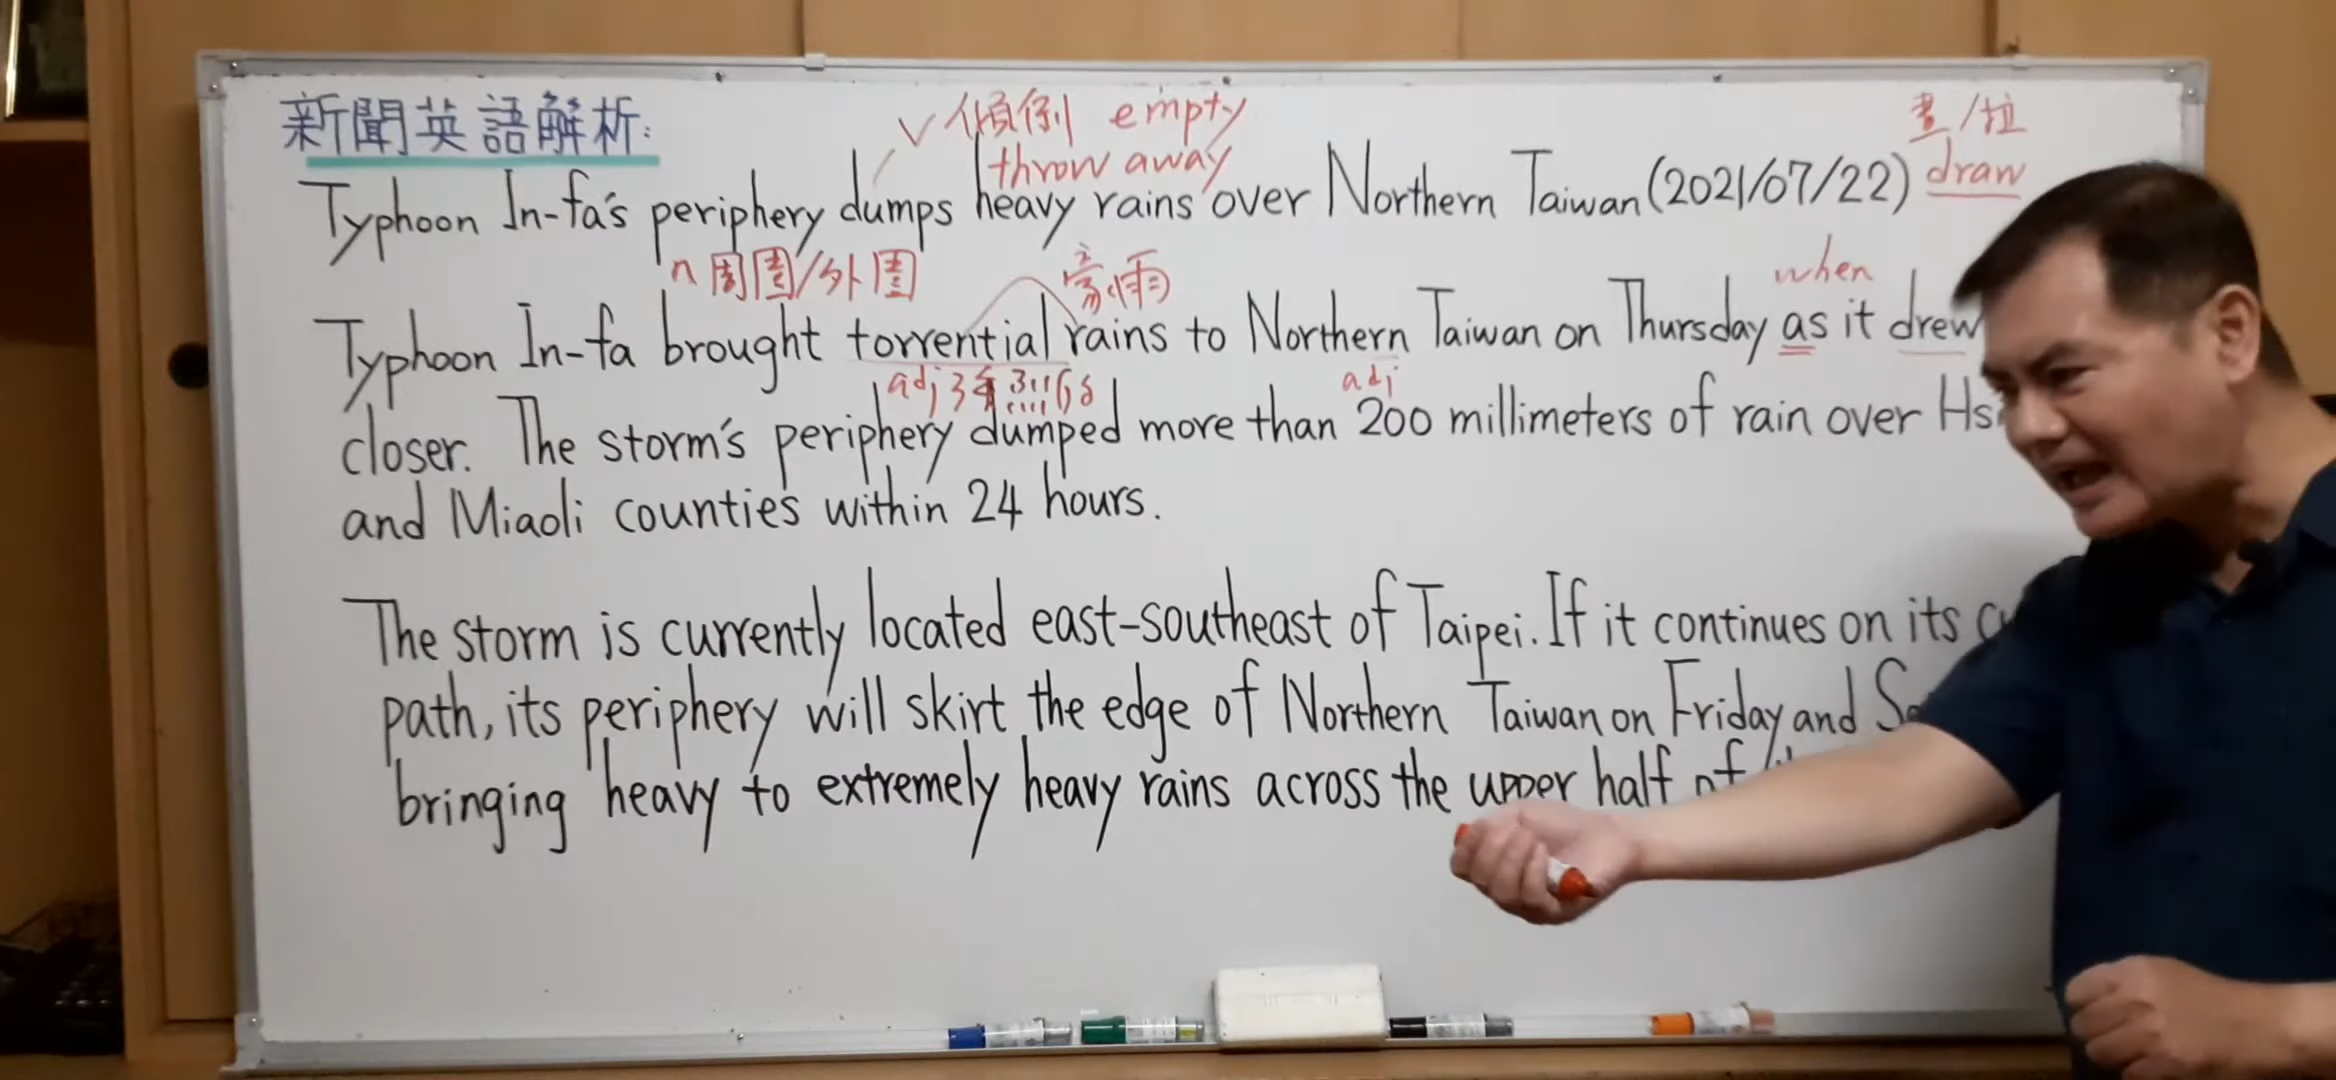 新聞英語解析:
V 傾倒 empty
throw away
畫/拉
draw
Typhoon In-fa's periphery dumps heavy rains over Northern Taiwan (2021/07/22)
n 周圍/外圍
豪雨
when
Typhoon In-fa brought torrential rains to Northern Taiwan on Thursday as it drew
adj
adj
closer. The storm's periphery dumped more than 200 millimeters of rain over
and Miaoli counties within 24 hours.
The storm is currently located east-southeast of Taipei. If it continues on its
path, its periphery will skirt the edge of Northern Taiwan on Friday and
bringing heavy to extremely heavy rains across the upper half of